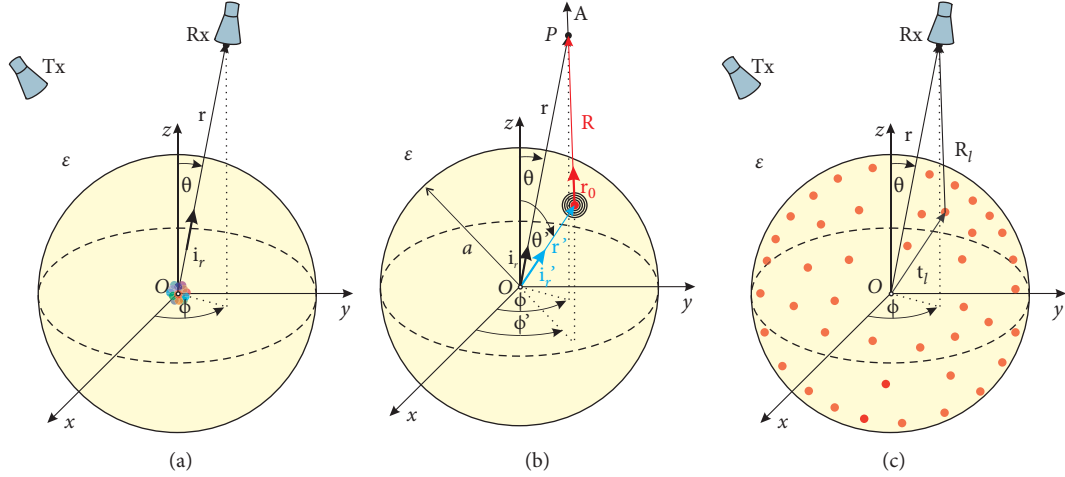 Rx
Tx
r
z
ε
θ
i_r
O
ϕ
y
x
(a)
A
P
r
R
z
ε
θ
r_0
a
θ'
r'
i_r
i_r'
O
ϕ
ϕ'
y
x
(b)
Rx
Tx
r
z
R_l
ε
θ
t_l
O
ϕ
y
x
(c)